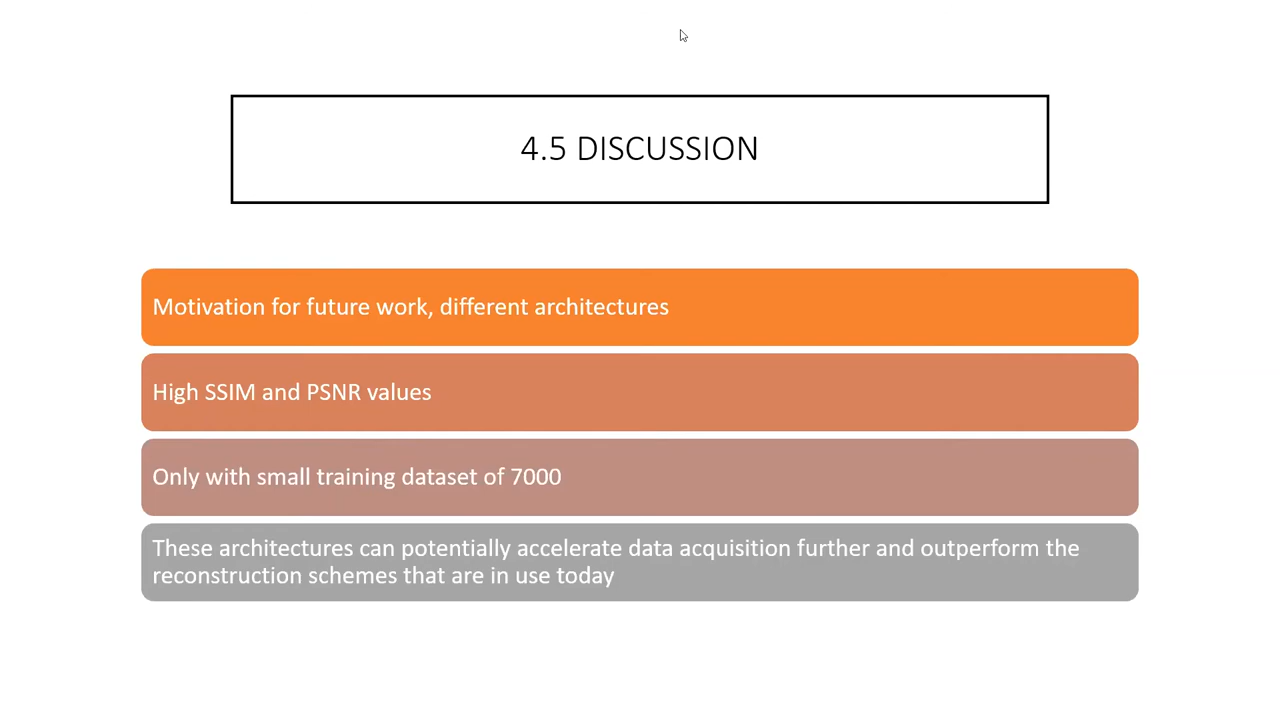 4.5 DISCUSSION
Motivation for future work, different architectures
High SSIM and PSNR values
Only with small training dataset of 7000
These architectures can potentially accelerate data acquisition further and outperform the
reconstruction schemes that are in use today